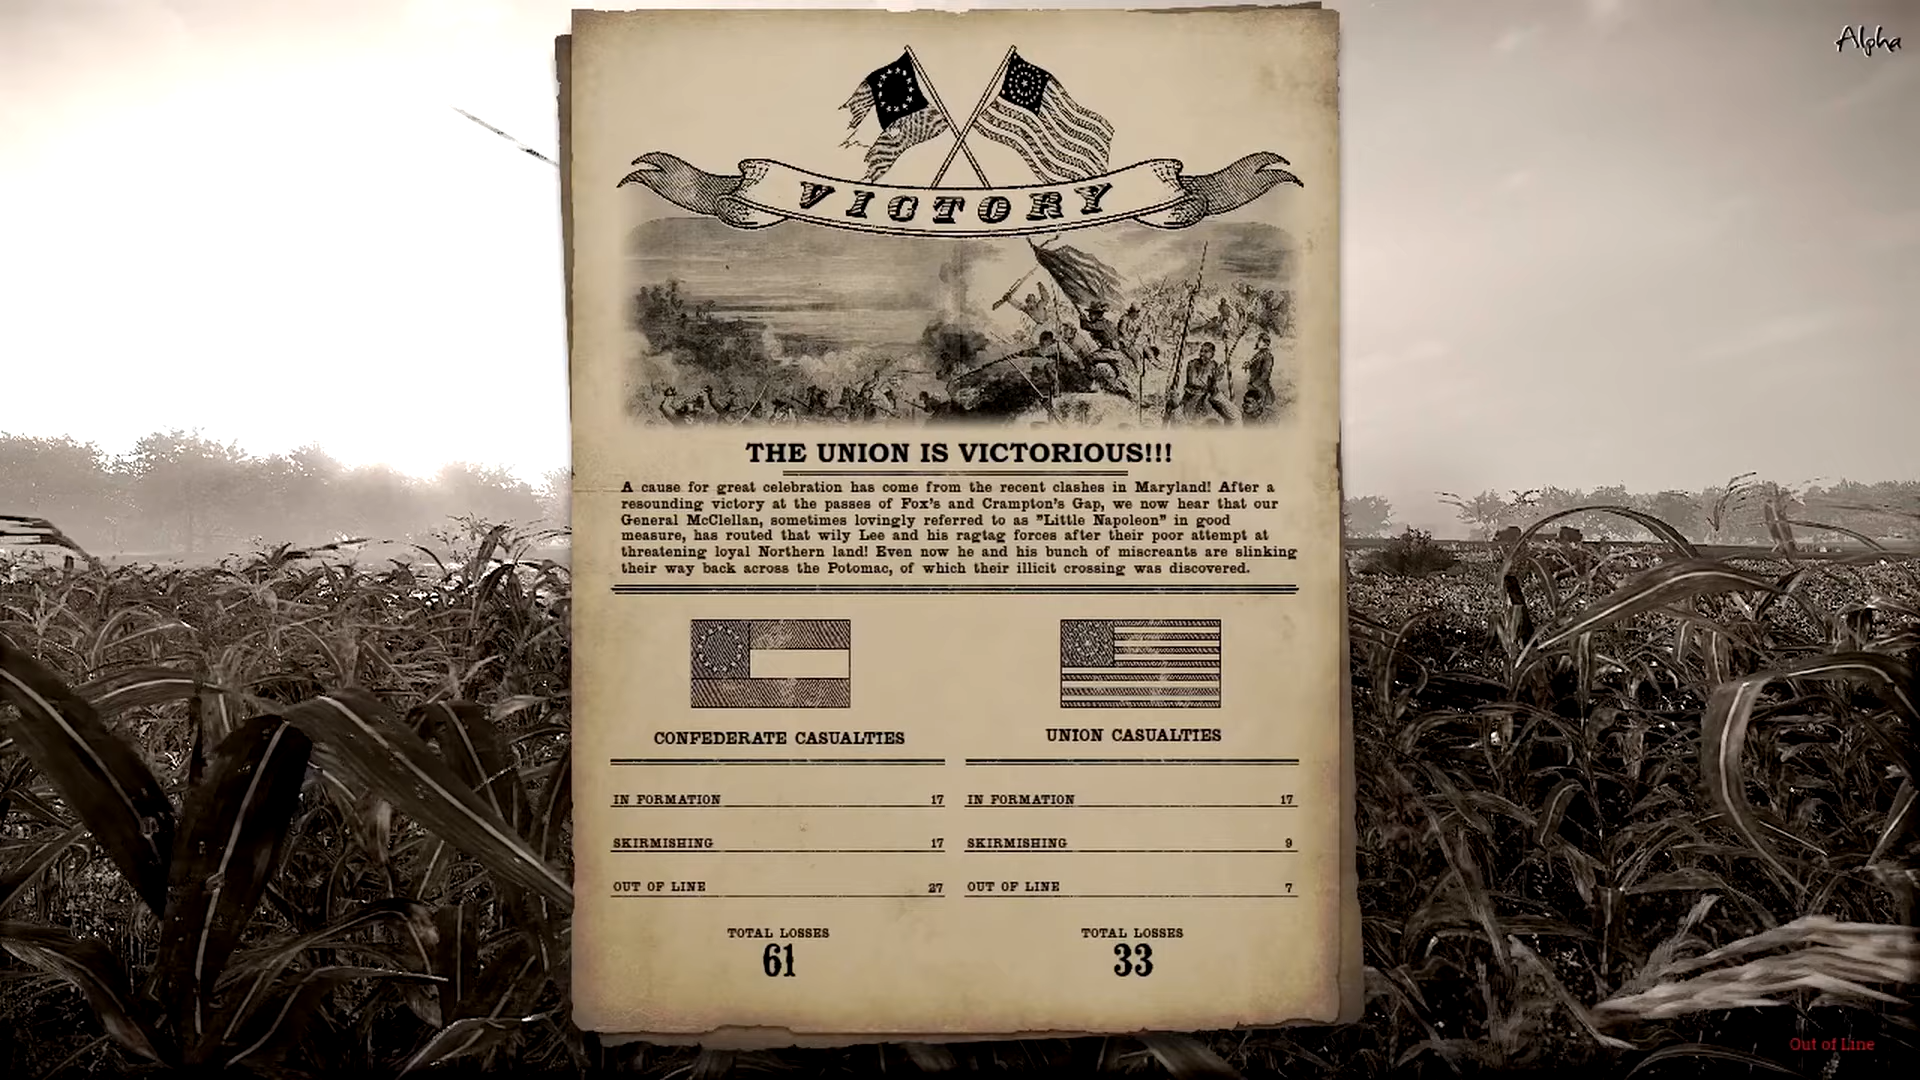 Alpha
VICTORY
THE UNION IS VICTORIOUS!!!
A cause for great celebration has come from the recent clashes in Maryland! After a
resounding victory at the passes of Fox's and Crampton's Gap, we now hear that our
General McClellan, sometimes lovingly referred to as "Little Napoleon" in good
measure, has routed that wily Lee and his ragtag forces after their poor attempt at
threatening loyal Northern land! Even now he and his bunch of miscreants are slinking
their way back across the Potomac, of which their illicit crossing was discovered.
CONFEDERATE CASUALTIES
IN FORMATION 17
SKIRMISHING 17
OUT OF LINE 27
TOTAL LOSSES
61
UNION CASUALTIES
IN FORMATION 17
SKIRMISHING 9
OUT OF LINE 7
TOTAL LOSSES
33
Out of Line